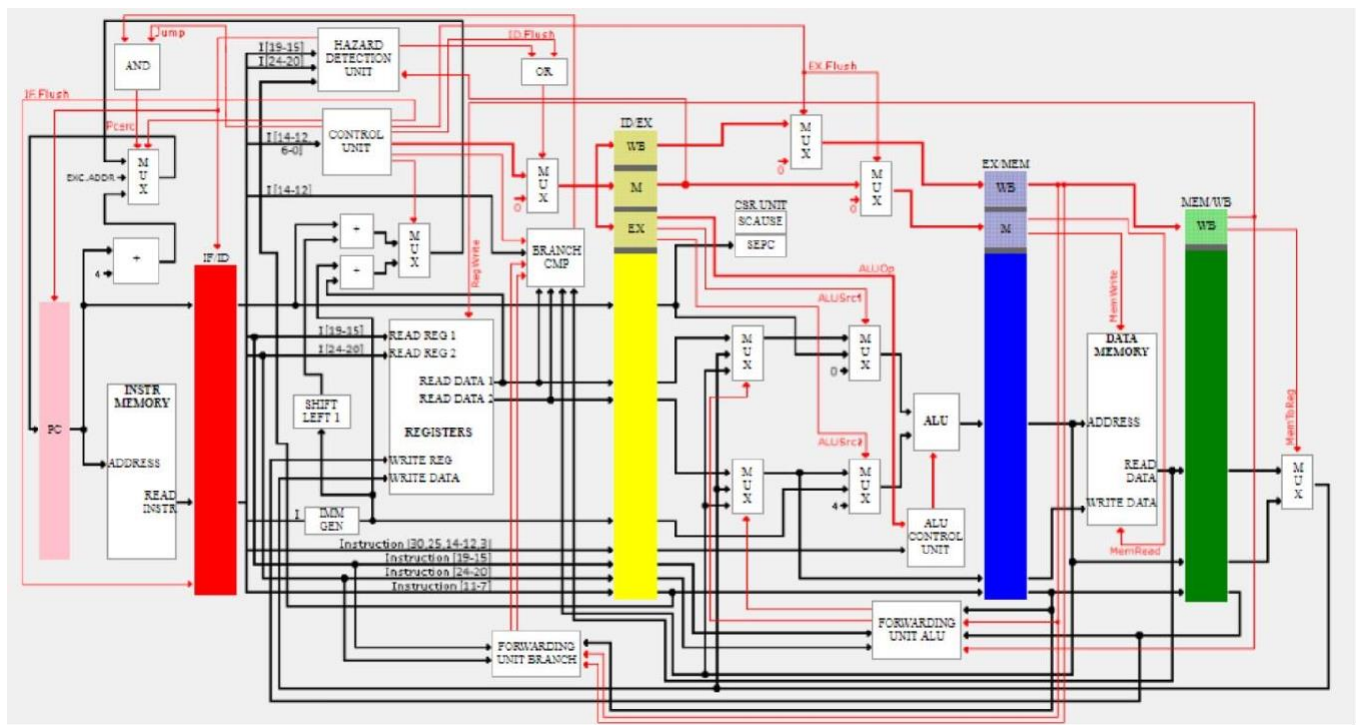 Jump
AND
I[19-15]
I[24-20]
HAZARD
DETECTION
UNIT
ID.Flush
OR
EX.Flush
IF.Flush
Pcsrc
I[14-12
6-0]
CONTROL
UNIT
ID/EX
WB
M
EX
M
U
X
0
M
U
X
0
M
U
X
0
EX/MEM
WB
M
MEM/WB
WB
EXC.ADDR.
M
U
X
I[14-12]
CSR UNIT
SCAUSE
SEPC
+
4
IF/ID
+
+
M
U
X
BRANCH
CMP
RegWrite
ALUOp
ALUSrc1
MemWrite
PC
INSTR
MEMORY
ADDRESS
READ
INSTR
I[19-15]
I[24-20]
READ REG 1
READ REG 2
READ DATA 1
READ DATA 2
REGISTERS
WRITE REG
WRITE DATA
SHIFT
LEFT 1
I
IMM
GEN
M
U
X
M
U
X
0
ALU
ALUSrc2
M
U
X
M
U
X
4
ALU
CONTROL
UNIT
DATA
MEMORY
ADDRESS
READ
DATA
WRITE DATA
MemRead
MemToReg
M
U
X
Instruction [30,25,14-12,3]
Instruction [19-15]
Instruction [24-20]
Instruction [11-7]
FORWARDING
UNIT BRANCH
FORWARDING
UNIT ALU